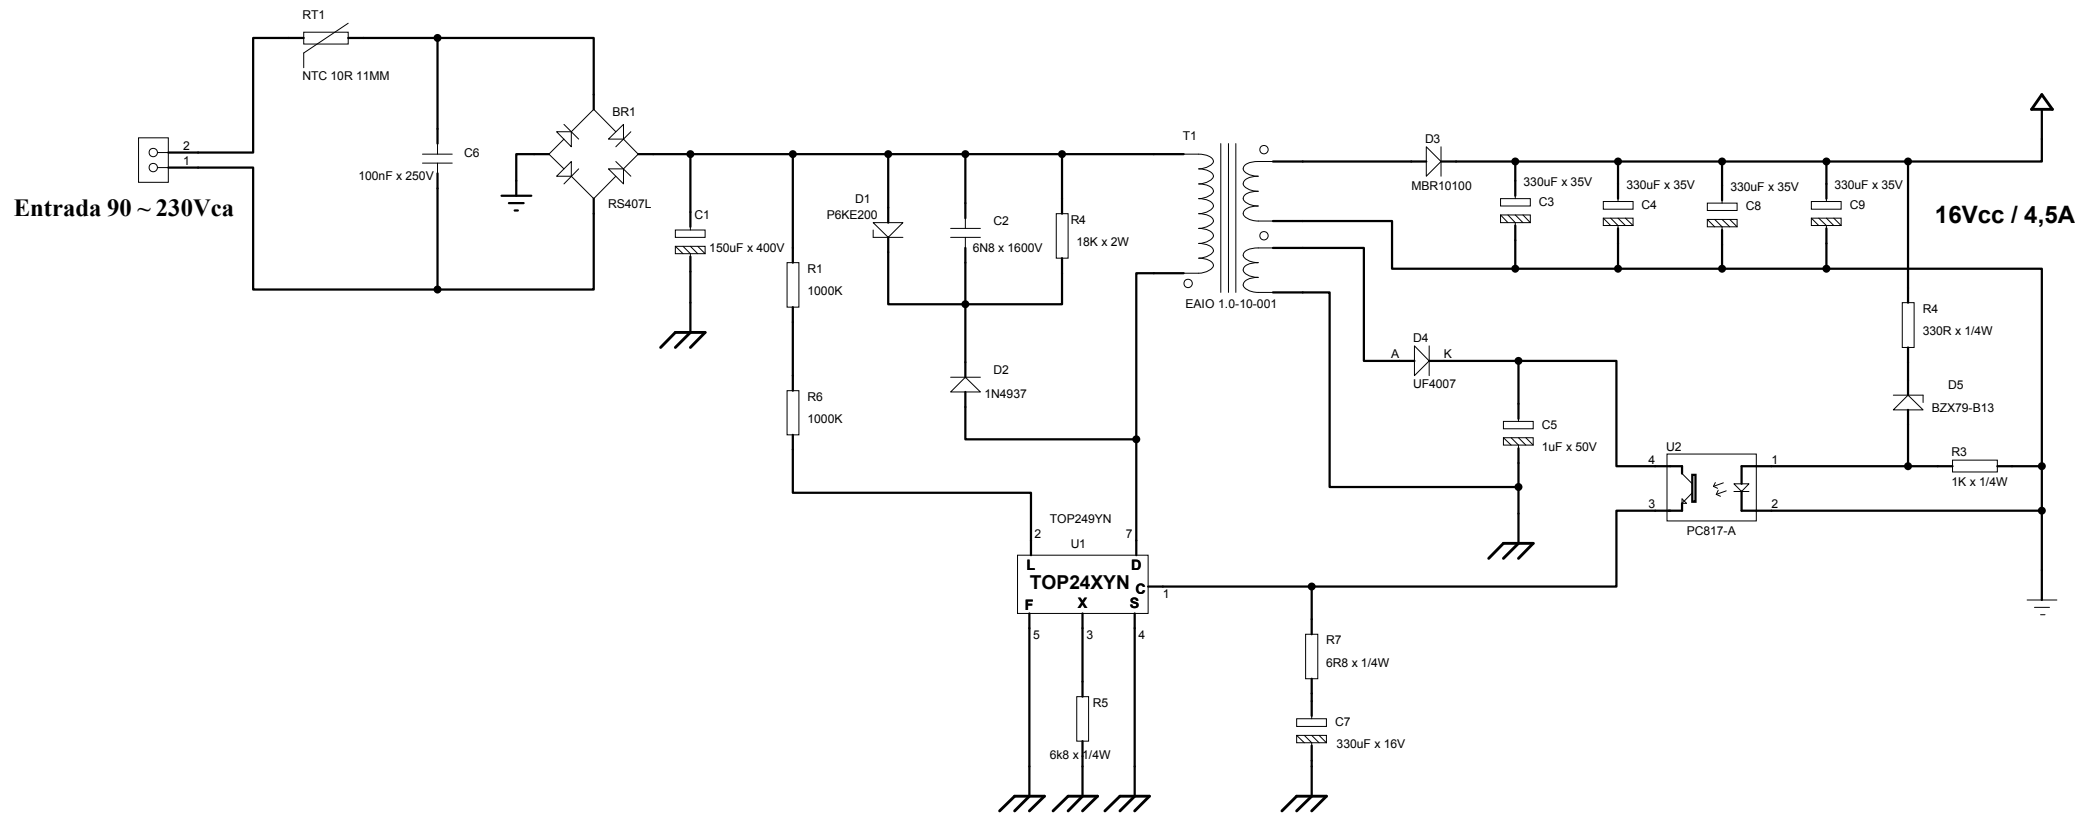 RT1
NTC 10R 11MM
2
1
Entrada 90 ~ 230Vca
C6
100nF x 250V
BR1
RS407L
C1
150uF x 400V
R1
1000K
R6
1000K
D1
P6KE200
C2
6N8 x 1600V
R4
18K x 2W
D2
1N4937
T1
EAIO 1.0-10-001
D3
MBR10100
330uF x 35V
C3
330uF x 35V
C4
330uF x 35V
C8
330uF x 35V
C9
16Vcc / 4,5A
R4
330R x 1/4W
D5
BZX79-B13
R3
1K x 1/4W
D4
A
K
UF4007
C5
1uF x 50V
U2
4
3
1
2
PC817-A
TOP249YN
U1
2
7
L
D
TOP24XYN
C
1
F
X
S
5
3
4
R5
6k8 x 1/4W
R7
6R8 x 1/4W
C7
330uF x 16V